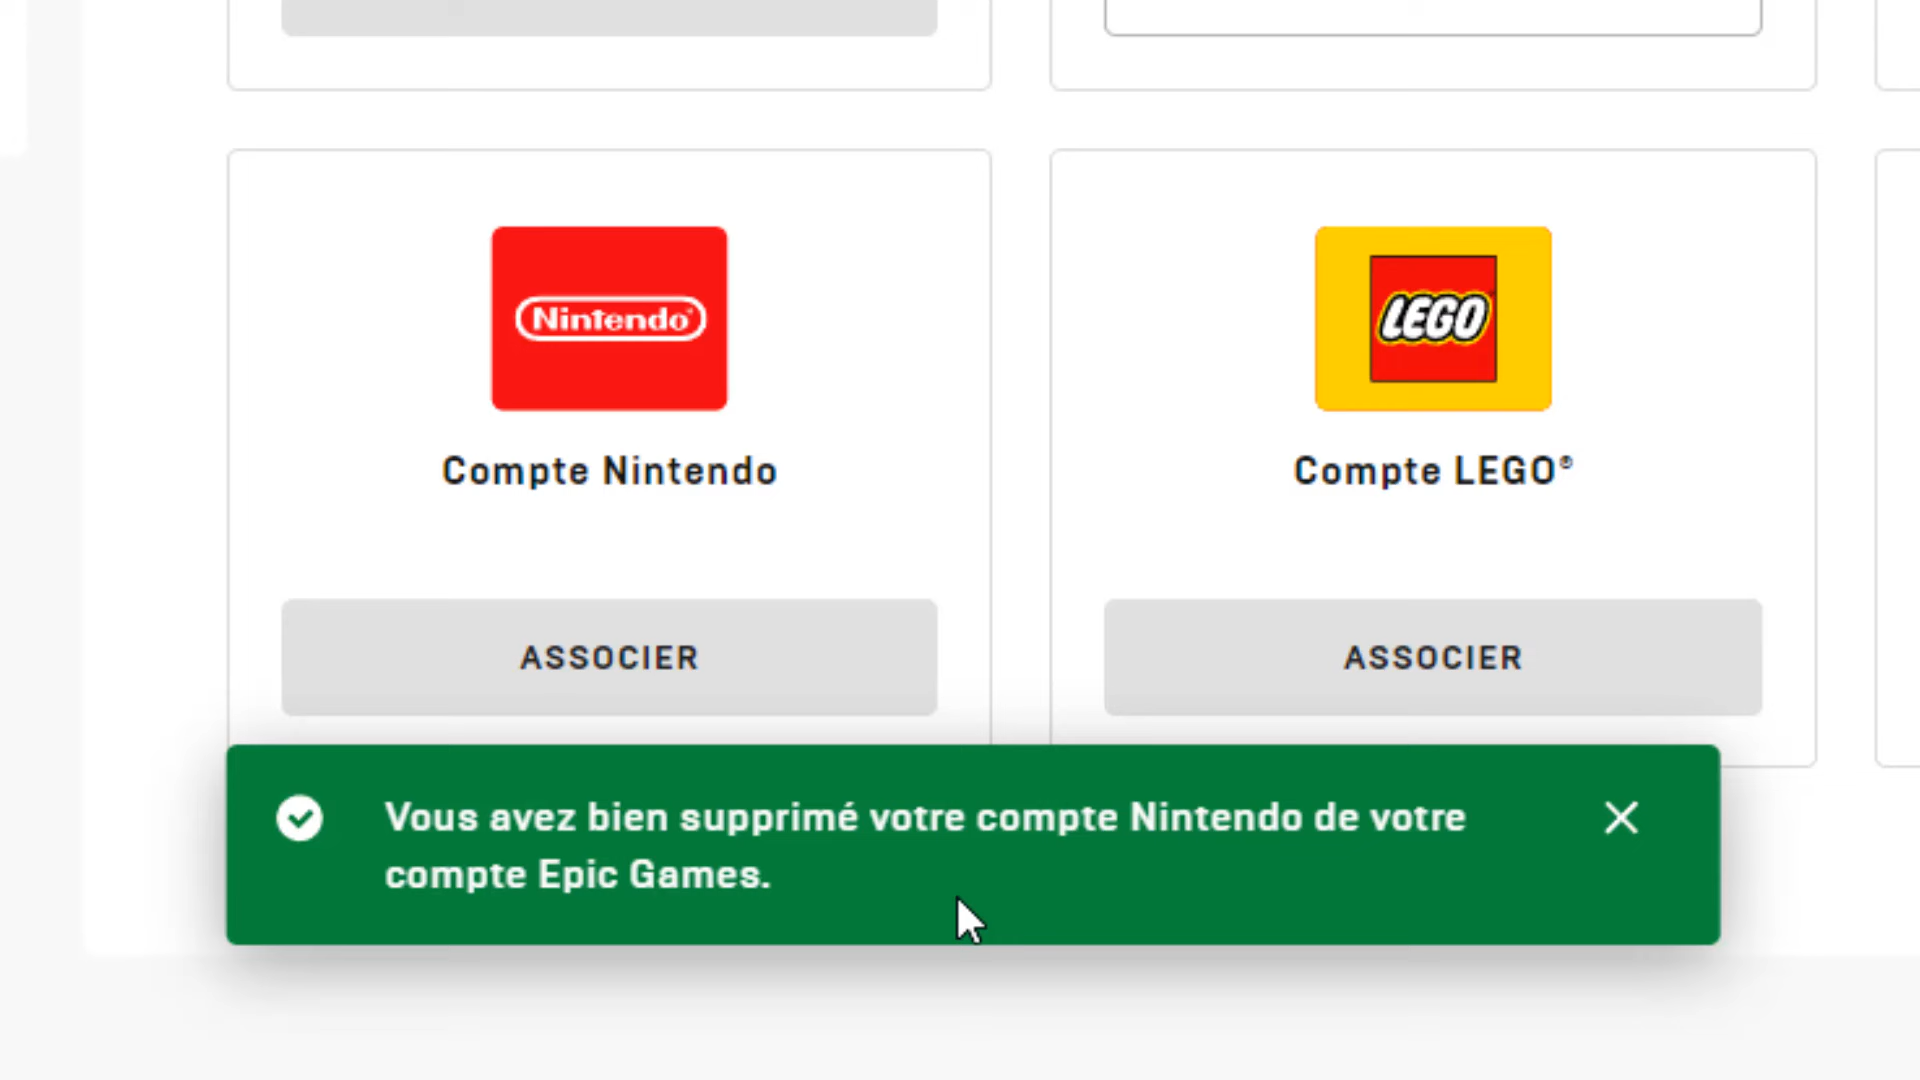 Nintendo
LEGO
Compte Nintendo
Compte LEGO®
ASSOCIER
ASSOCIER
Vous avez bien supprimé votre compte Nintendo de votre
compte Epic Games.